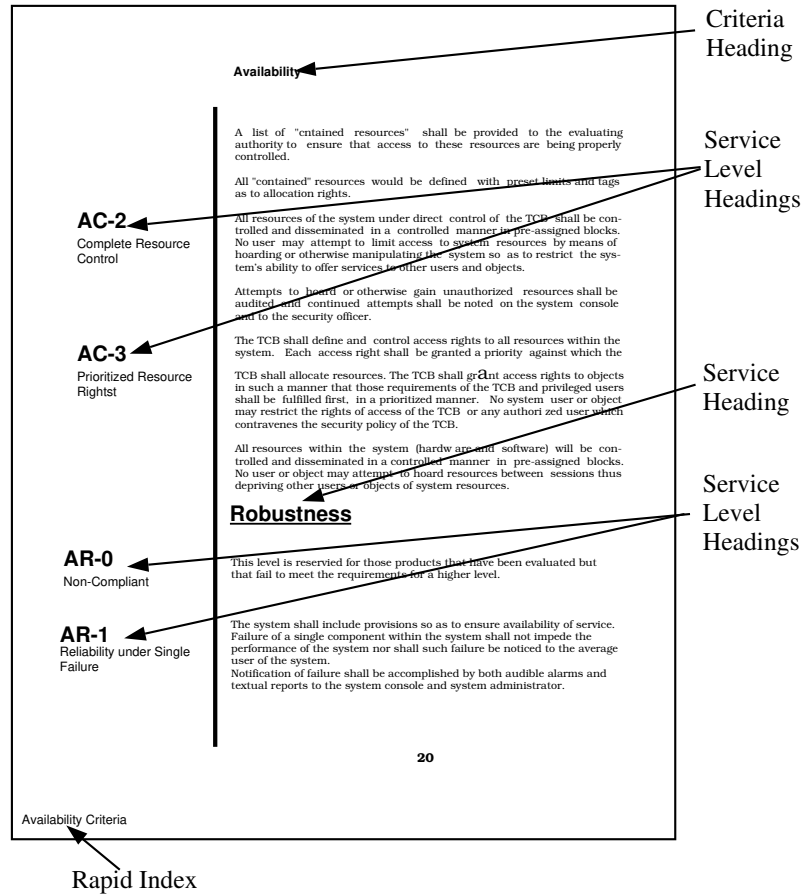 Criteria
Heading
Availability
A list of "cntained resources" shall be provided to the evaluating
authority to ensure that access to these resources are being properly
controlled.
Service
Level
Headings
All "contained" resources would be defined with preset limits and tags
as to allocation rights.
AC-2
Complete Resource
Control
All resources of the system under direct control of the TCB shall be con-
trolled and disseminated in a controlled manner in pre-assigned blocks.
No user may attempt to limit access to system resources by means of
hoarding or otherwise manipulating the system so as to restrict the sys-
tem's ability to offer services to other users and objects.
Attempts to hoard or otherwise gain unauthorized resources shall be
audited and continued attempts shall be noted on the system console
and to the security officer.
AC-3
Prioritized Resource
Rightst
The TCB shall define and control access rights to all resources within the
system. Each access right shall be granted a priority against which the
TCB shall allocate resources. The TCB shall grant access rights to objects
in such a manner that those requirements of the TCB and privileged users
shall be fulfilled first, in a prioritized manner. No system user or object
may restrict the rights of access of the TCB or any authori zed user which
contravenes the security policy of the TCB.
Service
Heading
All resources within the system (hardw are and software) will be con-
trolled and disseminated in a controlled manner in pre-assigned blocks.
No user or object may attempt to hoard resources between sessions thus
depriving other users or objects of system resources.
Robustness
Service
Level
Headings
AR-0
Non-Compliant
This level is reservied for those products that have been evaluated but
that fail to meet the requirements for a higher level.
AR-1
Reliability under Single
Failure
The system shall include provisions so as to ensure availability of service.
Failure of a single component within the system shall not impede the
performance of the system nor shall such failure be noticed to the average
user of the system.
Notification of failure shall be accomplished by both audible alarms and
textual reports to the system console and system administrator.
20
Availability Criteria
Rapid Index